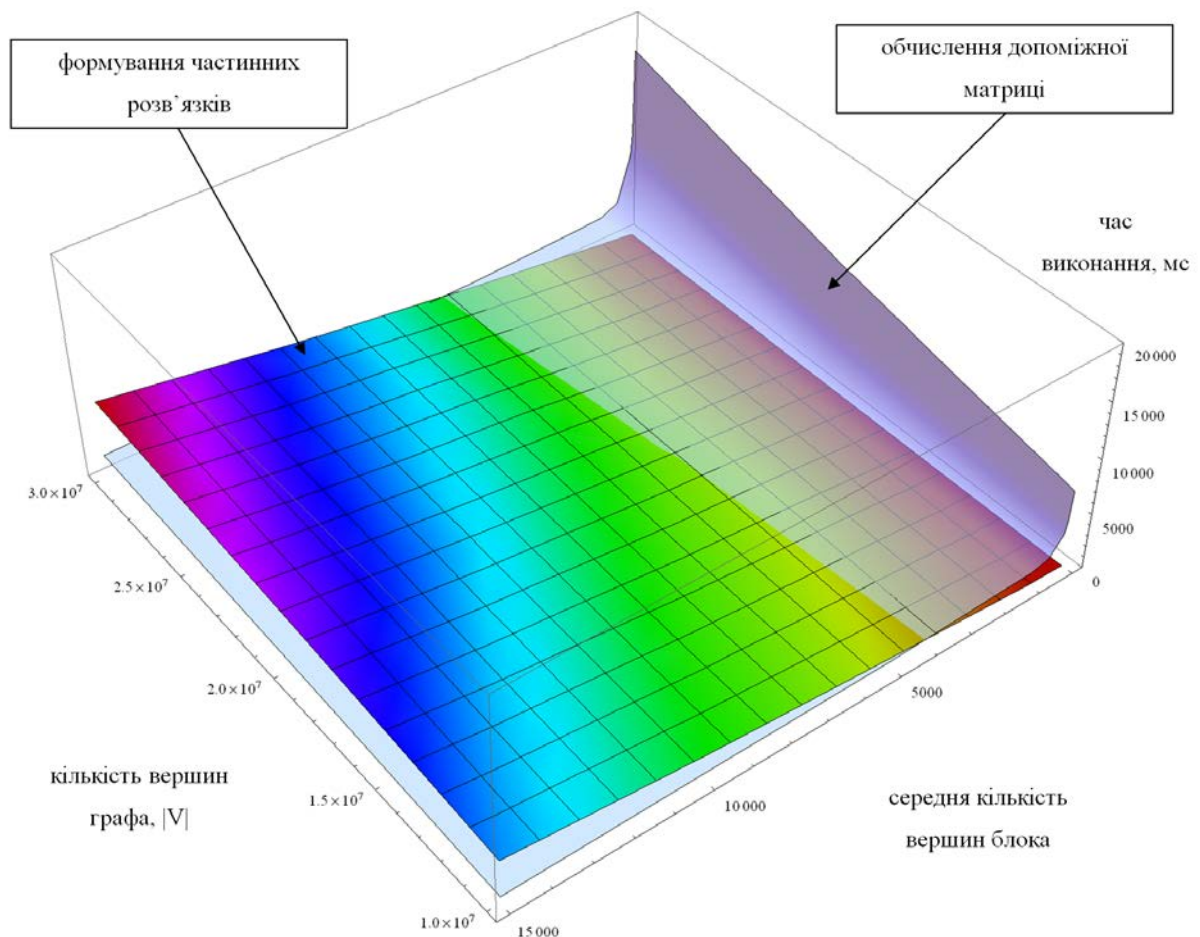 формування частинних
розв’язків
обчислення допоміжної
матриці
час
виконання, мс
20 000
15 000
10 000
5000
0
3.0×10⁷
2.5×10⁷
2.0×10⁷
1.5×10⁷
1.0×10⁷
5000
10 000
15 000
кількість вершин
графа, |V|
середня кількість
вершин блока